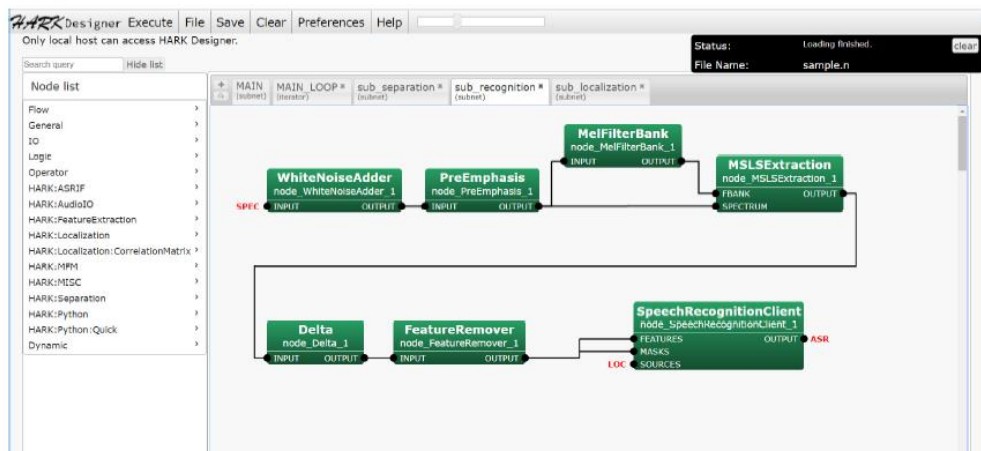 HARK Designer Execute File Save Clear Preferences Help
Only local host can access HARK Designer.
Status: Loading finished. clear
File Name: sample.n
Search query Hide list
Node list
Flow
General
IO
Logic
Operator
HARK:ASRIF
HARK:AudioIO
HARK:FeatureExtraction
HARK:Localization
HARK:Localization:CorrelationMatrix
HARK:MFM
HARK:MISC
HARK:Separation
HARK:Python
HARK:Python:Quick
Dynamic
MAIN MAIN_LOOP sub_separation sub_recognition sub_localization
(subnet) (iterator) (subnet) (subnet) (subnet)
MelFilterBank
node_MelFilterBank_1
INPUT OUTPUT
WhiteNoiseAdder
node_WhiteNoiseAdder_1
SPEC INPUT OUTPUT
PreEmphasis
node_PreEmphasis_1
INPUT OUTPUT
MSLSExtraction
node_MSLSExtraction_1
FBANK OUTPUT
SPECTRUM
Delta
node_Delta_1
INPUT OUTPUT
FeatureRemover
node_FeatureRemover_1
INPUT OUTPUT
SpeechRecognitionClient
node_SpeechRecognitionClient_1
FEATURES OUTPUT ASR
MASKS
LOC SOURCES